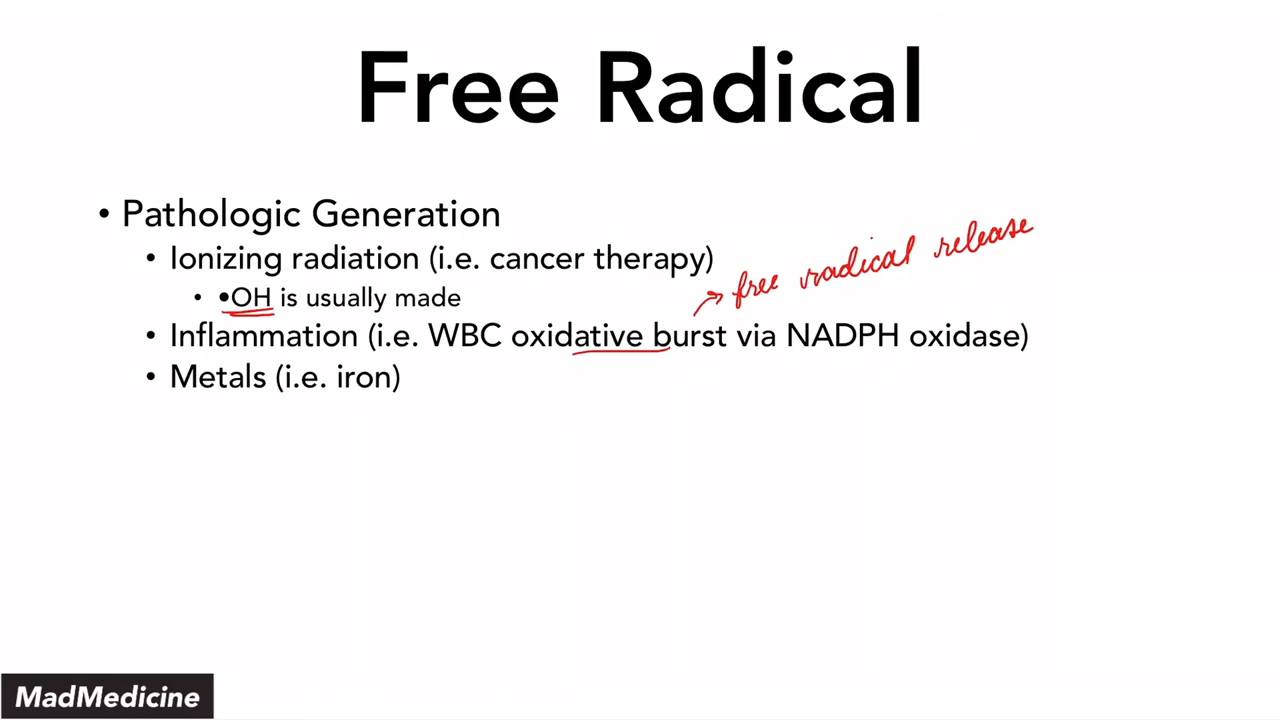 Free Radical
• Pathologic Generation
• Ionizing radiation (i.e. cancer therapy)
free radical release
• •OH is usually made
• Inflammation (i.e. WBC oxidative burst via NADPH oxidase)
• Metals (i.e. iron)
MadMedicine